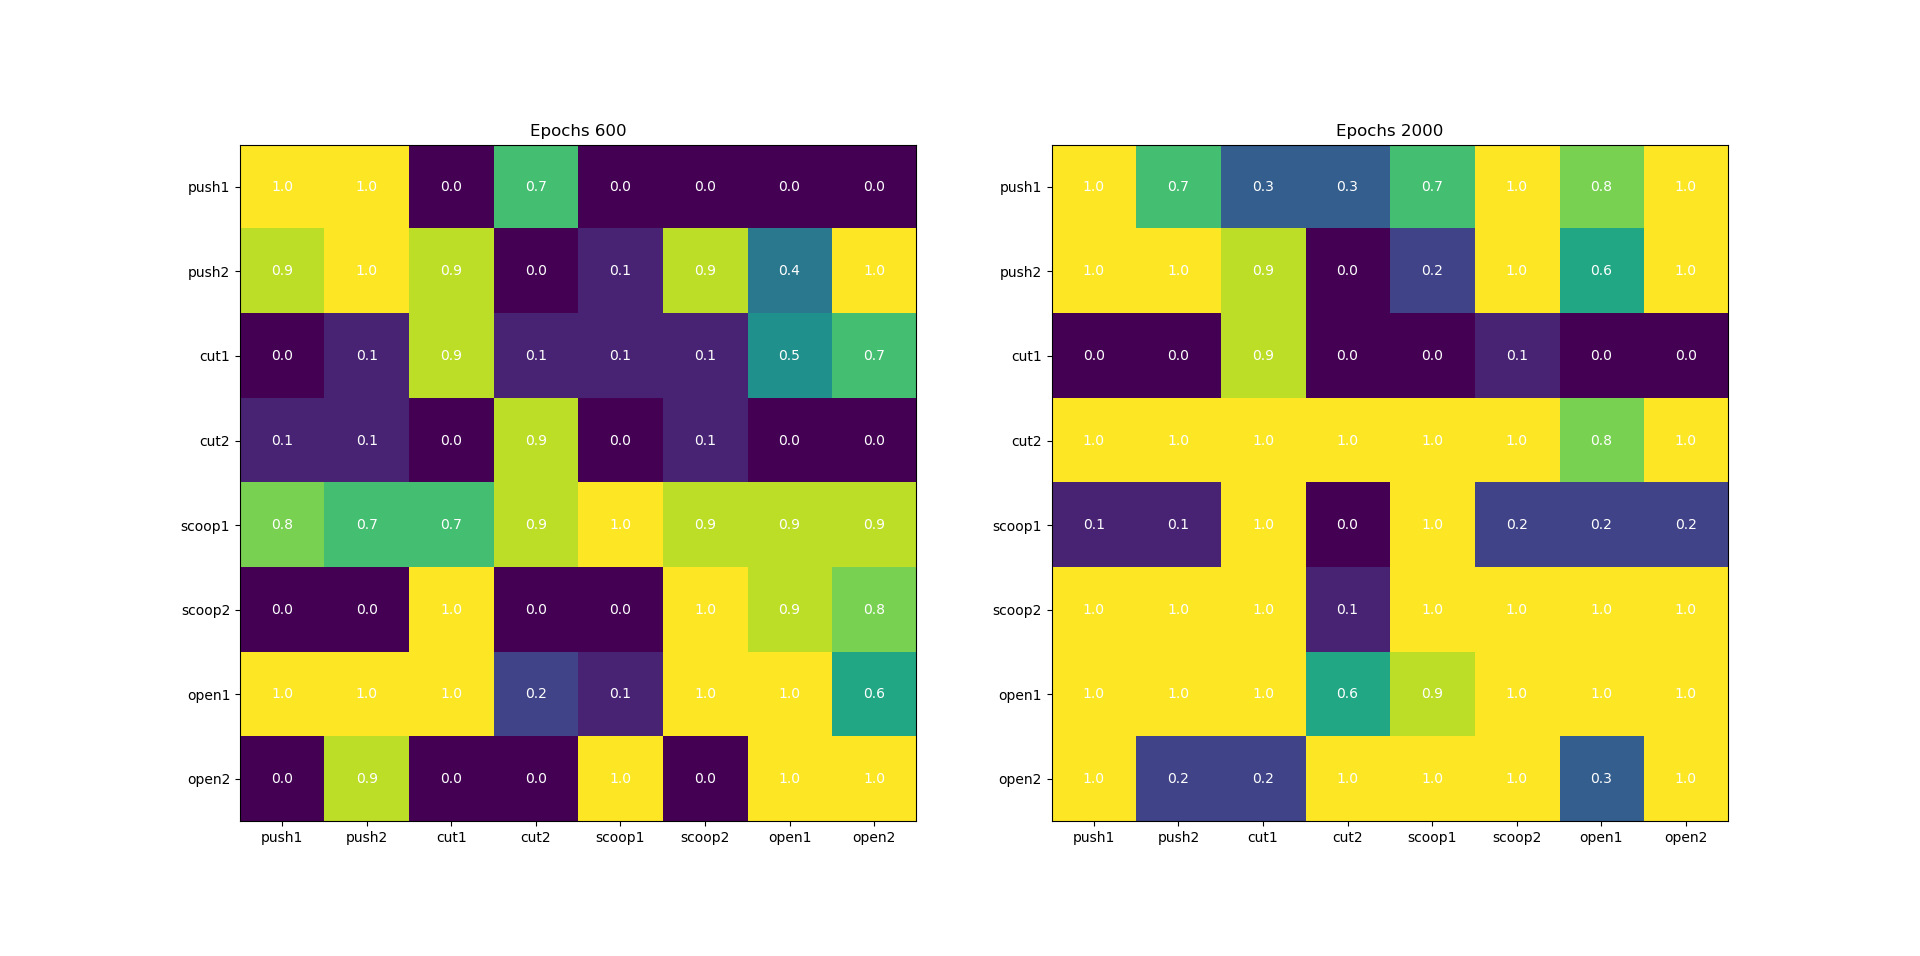 Epochs 600
push1 1.0 1.0 0.0 0.7 0.0 0.0 0.0 0.0
push2 0.9 1.0 0.9 0.0 0.1 0.9 0.4 1.0
cut1 0.0 0.1 0.9 0.1 0.1 0.1 0.5 0.7
cut2 0.1 0.1 0.0 0.9 0.0 0.1 0.0 0.0
scoop1 0.8 0.7 0.7 0.9 1.0 0.9 0.9 0.9
scoop2 0.0 0.0 1.0 0.0 0.0 1.0 0.9 0.8
open1 1.0 1.0 1.0 0.2 0.1 1.0 1.0 0.6
open2 0.0 0.9 0.0 0.0 1.0 0.0 1.0 1.0
push1 push2 cut1 cut2 scoop1 scoop2 open1 open2
Epochs 2000
push1 1.0 0.7 0.3 0.3 0.7 1.0 0.8 1.0
push2 1.0 1.0 0.9 0.0 0.2 1.0 0.6 1.0
cut1 0.0 0.0 0.9 0.0 0.0 0.1 0.0 0.0
cut2 1.0 1.0 1.0 1.0 1.0 1.0 0.8 1.0
scoop1 0.1 0.1 1.0 0.0 1.0 0.2 0.2 0.2
scoop2 1.0 1.0 1.0 0.1 1.0 1.0 1.0 1.0
open1 1.0 1.0 1.0 0.6 0.9 1.0 1.0 1.0
open2 1.0 0.2 0.2 1.0 1.0 1.0 0.3 1.0
push1 push2 cut1 cut2 scoop1 scoop2 open1 open2